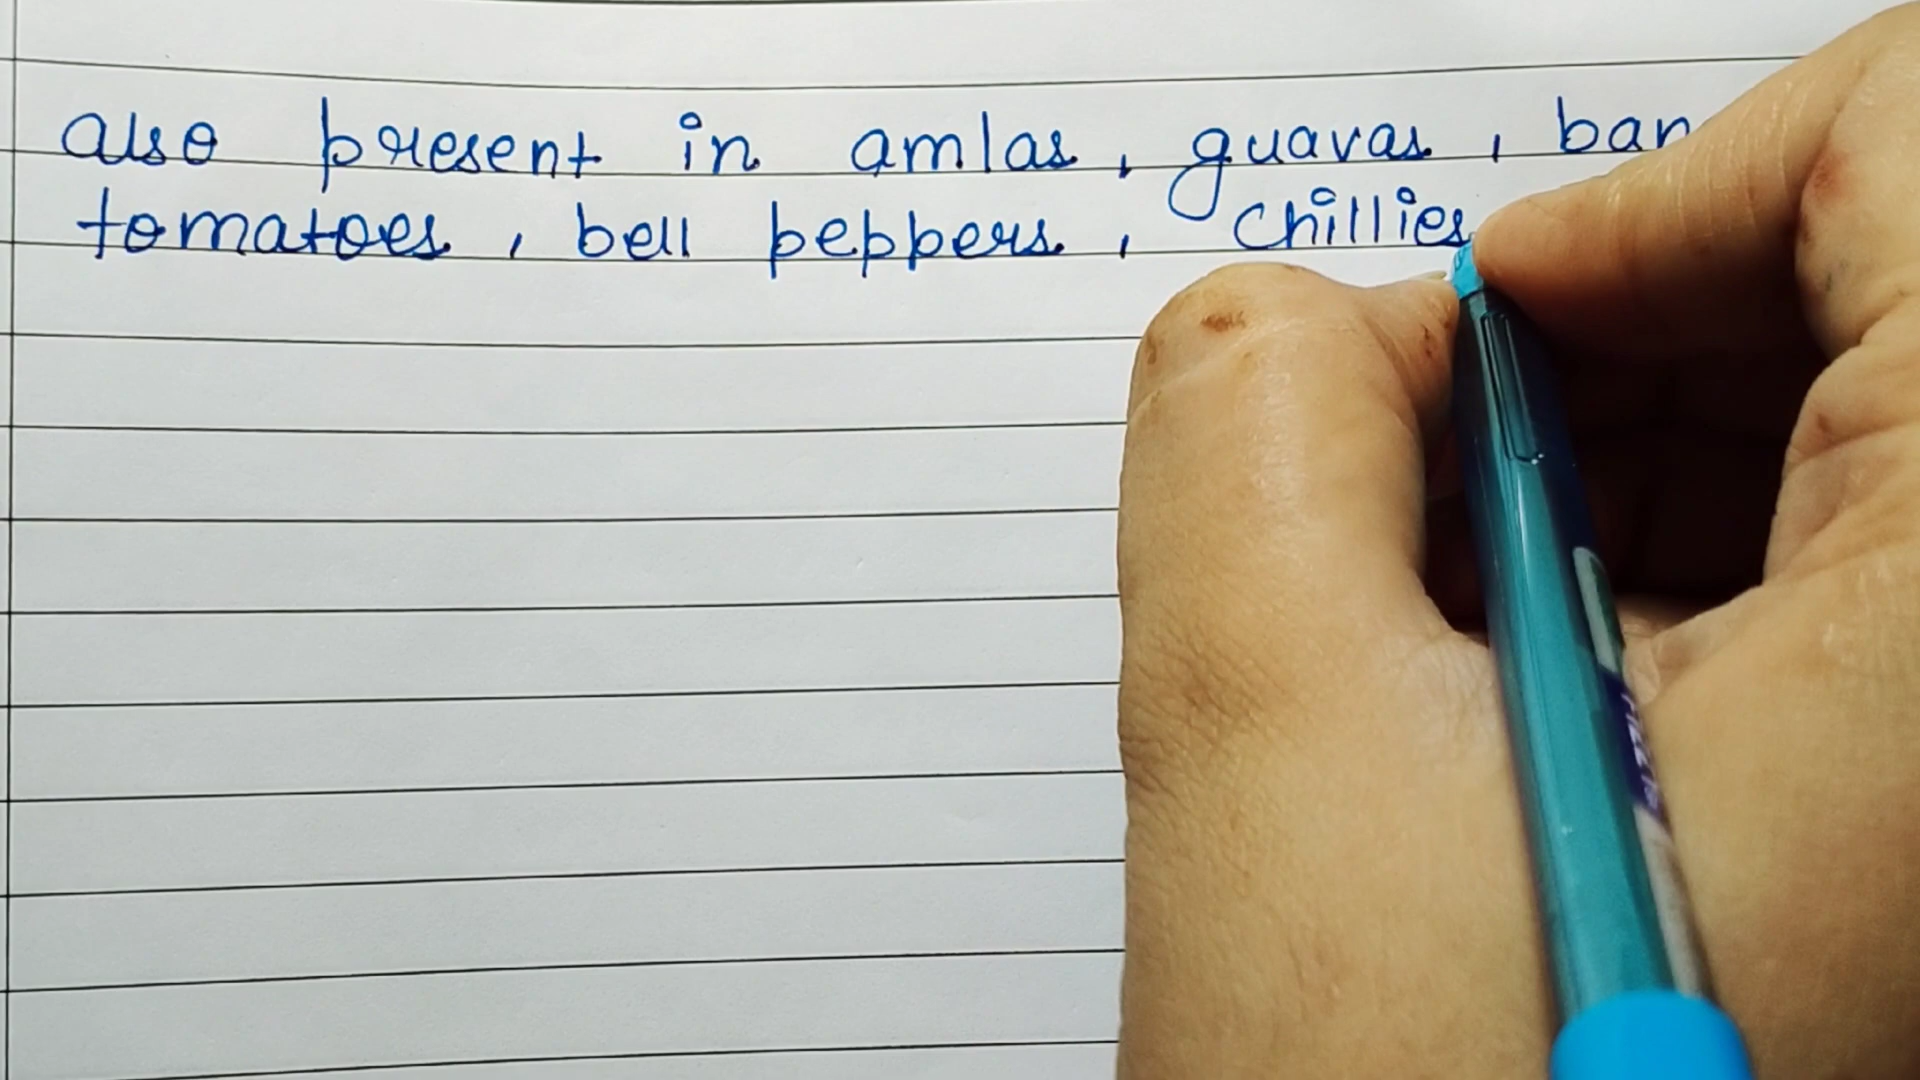 also present in amlas, guavas, ban
tomatoes, bell peppers, chillies